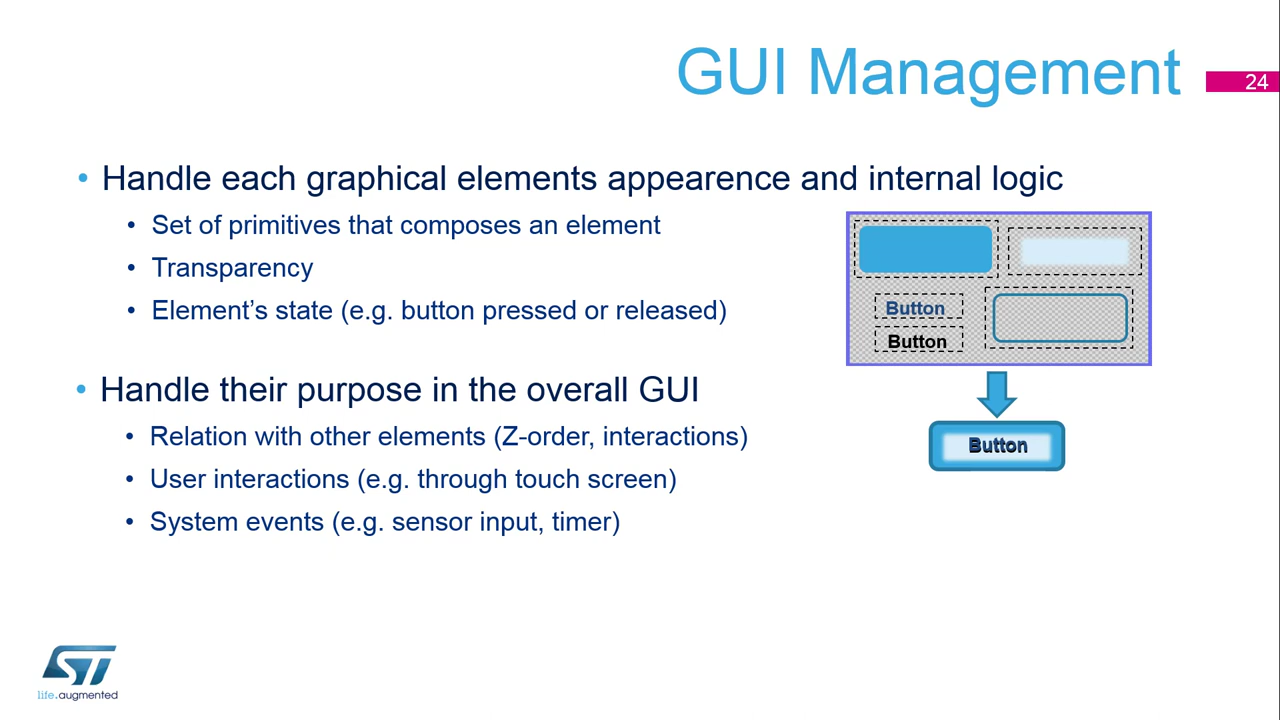 GUI Management
24
• Handle each graphical elements appearence and internal logic
• Set of primitives that composes an element
• Transparency
• Element’s state (e.g. button pressed or released)
Button
Button
Button
• Handle their purpose in the overall GUI
• Relation with other elements (Z-order, interactions)
• User interactions (e.g. through touch screen)
• System events (e.g. sensor input, timer)
ST
life.augmented